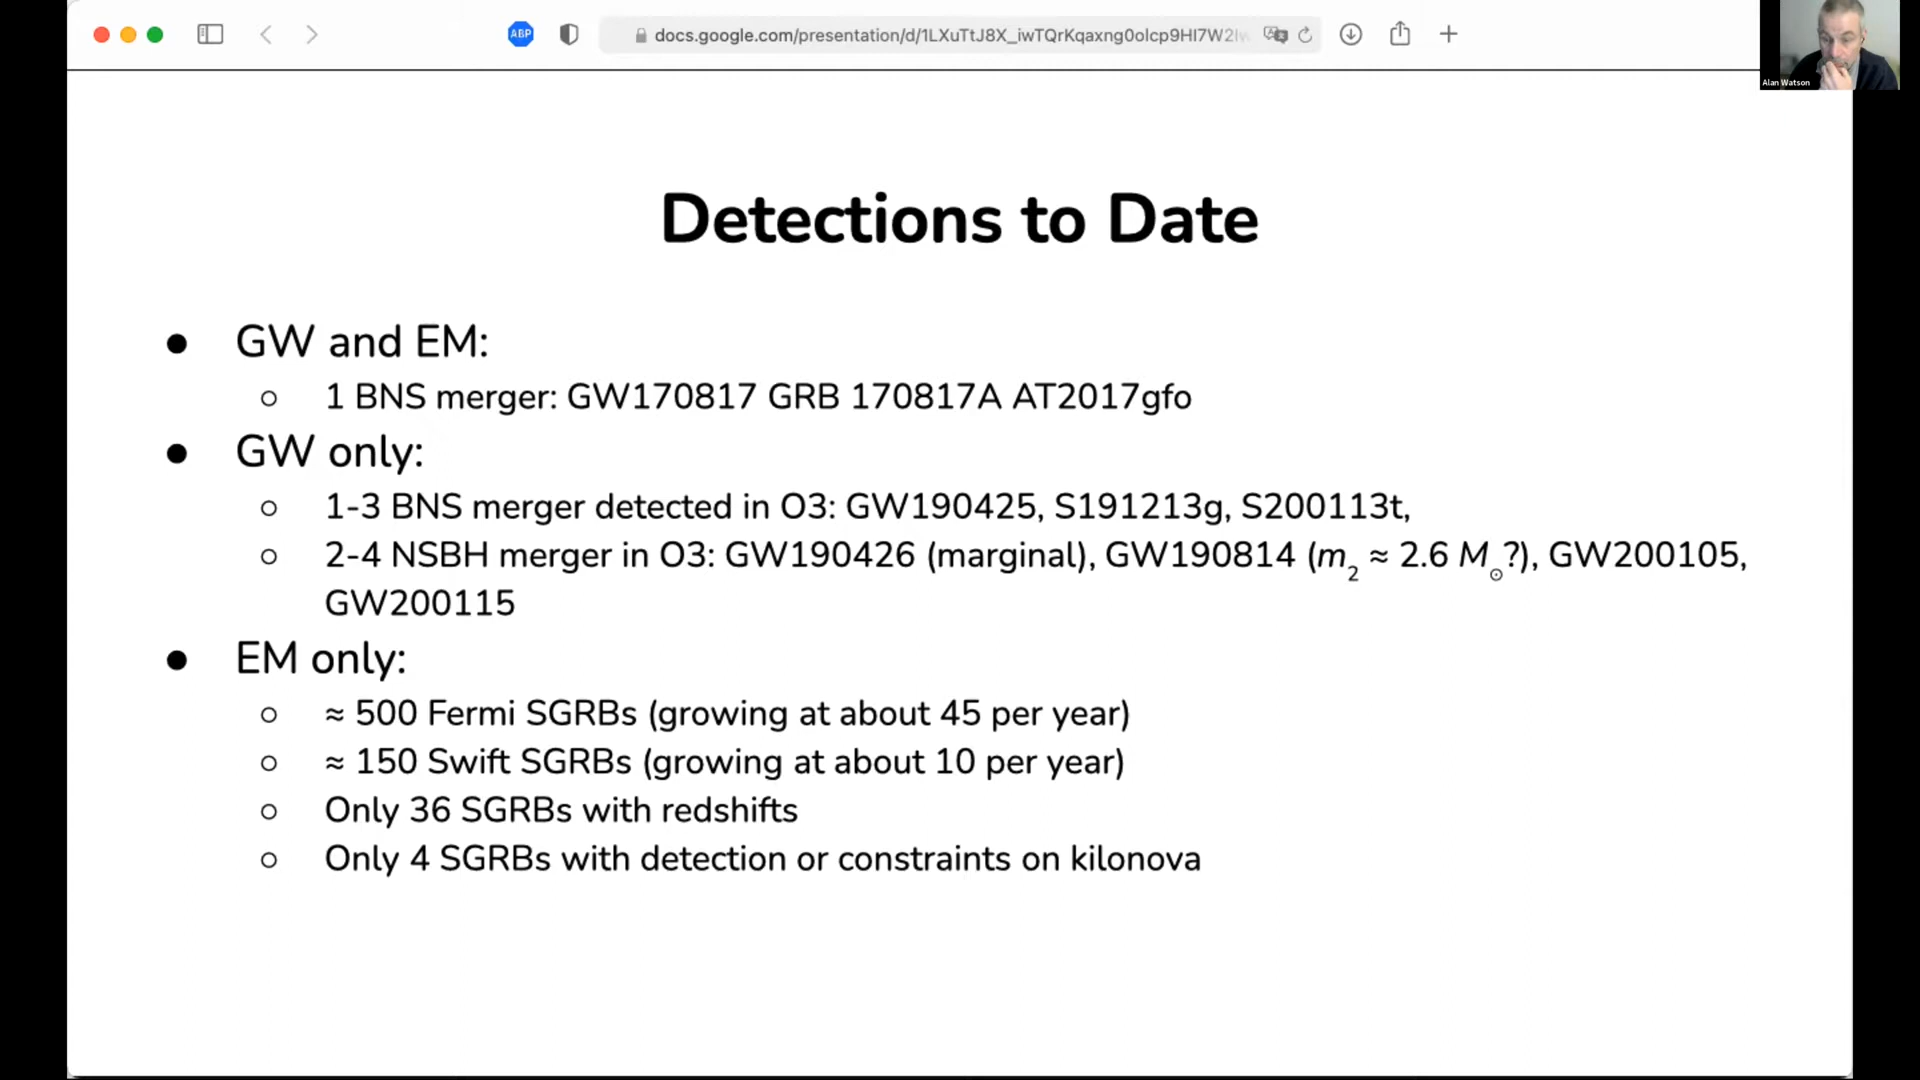 ABP
docs.google.com/presentation/d/1LXuTtJ8X_iwTQrKqaxng0olcp9HI7W2
Alan Watson
Detections to Date
● GW and EM:
○ 1 BNS merger: GW170817 GRB 170817A AT2017gfo
● GW only:
○ 1-3 BNS merger detected in O3: GW190425, S191213g, S200113t,
○ 2-4 NSBH merger in O3: GW190426 (marginal), GW190814 (m₂ ≈ 2.6 M☉?), GW200105,
GW200115
● EM only:
○ ≈ 500 Fermi SGRBs (growing at about 45 per year)
○ ≈ 150 Swift SGRBs (growing at about 10 per year)
○ Only 36 SGRBs with redshifts
○ Only 4 SGRBs with detection or constraints on kilonova